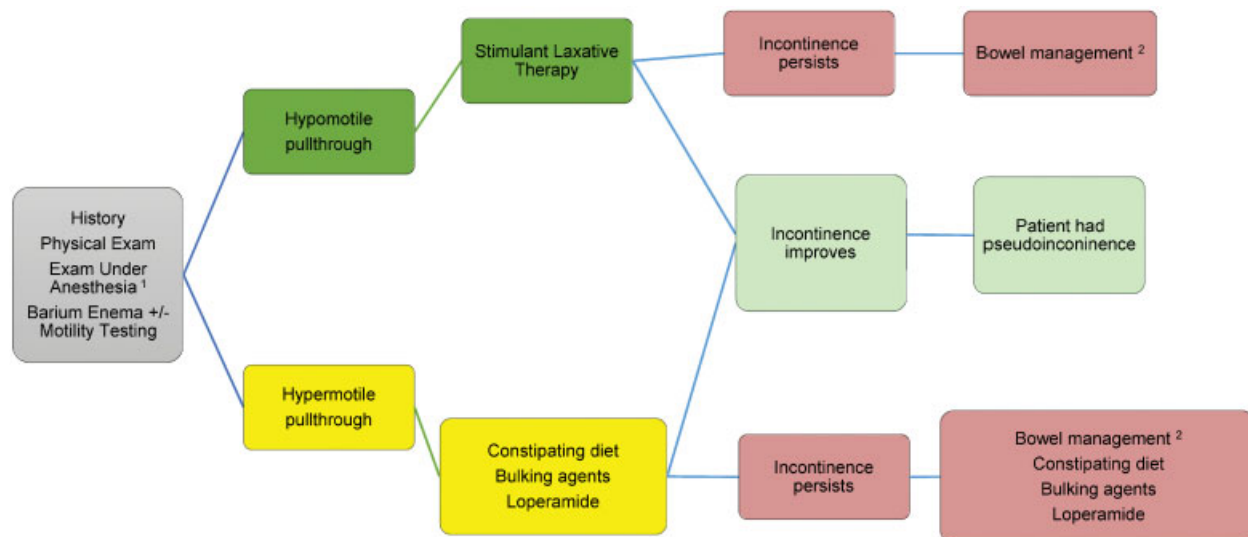 History
Physical Exam
Exam Under
Anesthesia ¹
Barium Enema +/-
Motility Testing
Hypomotile
pullthrough
Stimulant Laxative
Therapy
Incontinence
persists
Bowel management ²
Incontinence
improves
Patient had
pseudoinconinence
Hypermotile
pullthrough
Constipating diet
Bulking agents
Loperamide
Incontinence
persists
Bowel management ²
Constipating diet
Bulking agents
Loperamide